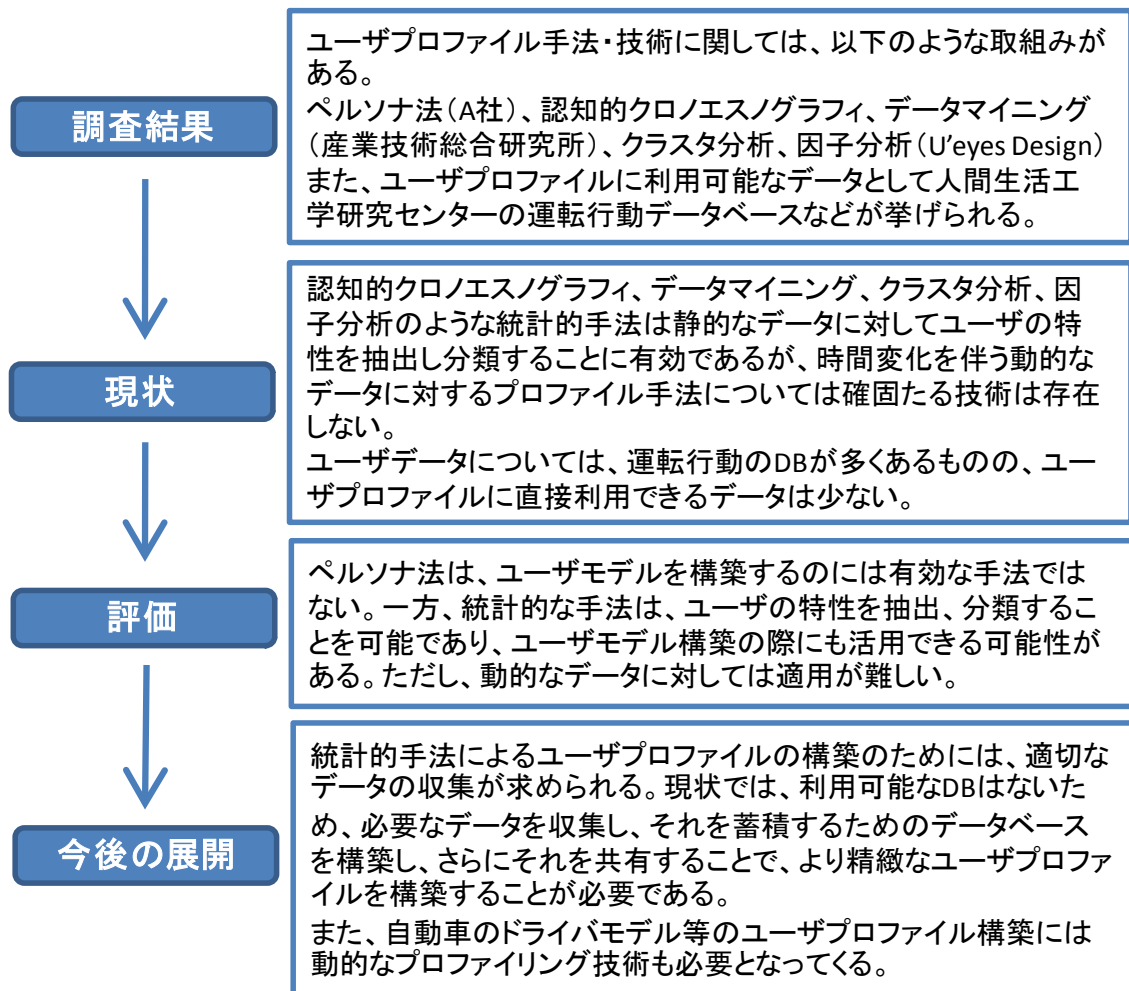 調査結果
ユーザプロファイル手法・技術に関しては、以下のような取組みが
ある。
ペルソナ法（A社）、認知的クロノエスノグラフィ、データマイニング
（産業技術総合研究所）、クラスタ分析、因子分析（U'eyes Design）
また、ユーザプロファイルに利用可能なデータとして人間生活工
学研究センターの運転行動データベースなどが挙げられる。
現状
認知的クロノエスノグラフィ、データマイニング、クラスタ分析、因
子分析のような統計的手法は静的なデータに対してユーザの特
性を抽出し分類することに有効であるが、時間変化を伴う動的な
データに対するプロファイル手法については確固たる技術は存在
しない。
ユーザデータについては、運転行動のDBが多くあるものの、ユー
ザプロファイルに直接利用できるデータは少ない。
評価
ペルソナ法は、ユーザモデルを構築するのには有効な手法では
ない。一方、統計的な手法は、ユーザの特性を抽出、分類するこ
とを可能であり、ユーザモデル構築の際にも活用できる可能性が
ある。ただし、動的なデータに対しては適用が難しい。
今後の展開
統計的手法によるユーザプロファイルの構築のためには、適切な
データの収集が求められる。現状では、利用可能なDBはないた
め、必要なデータを収集し、それを蓄積するためのデータベース
を構築し、さらにそれを共有することで、より精緻なユーザプロファ
イルを構築することが必要である。
また、自動車のドライバモデル等のユーザプロファイル構築には
動的なプロファイリング技術も必要となってくる。